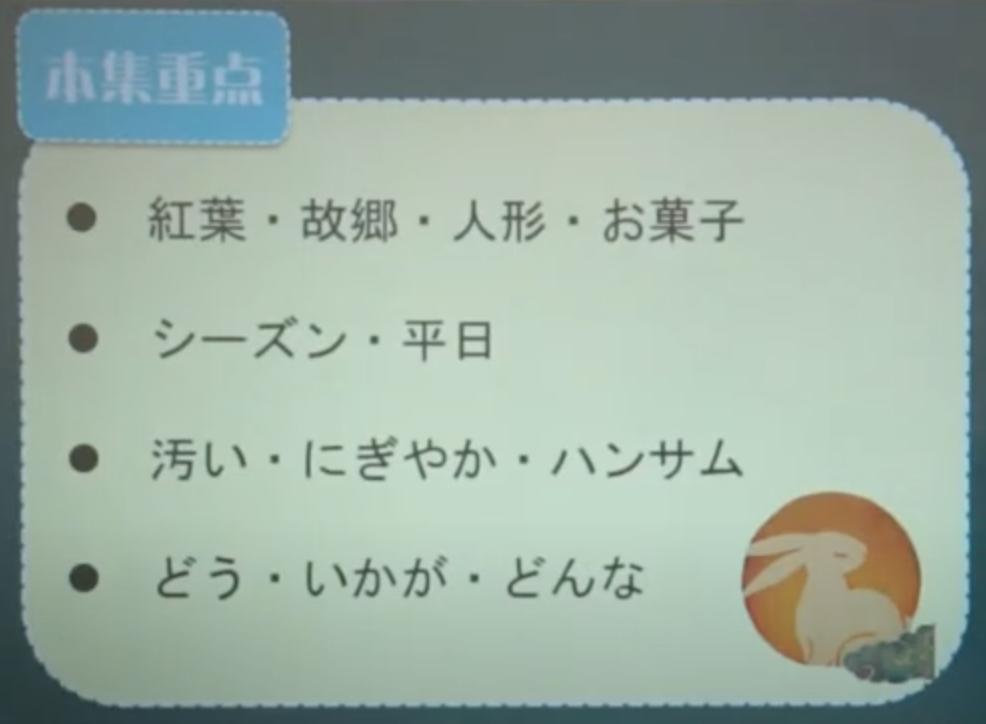 本集重点
● 紅葉・故郷・人形・お菓子
● シーズン・平日
● 汚い・にぎやか・ハンサム
● どう・いかが・どんな